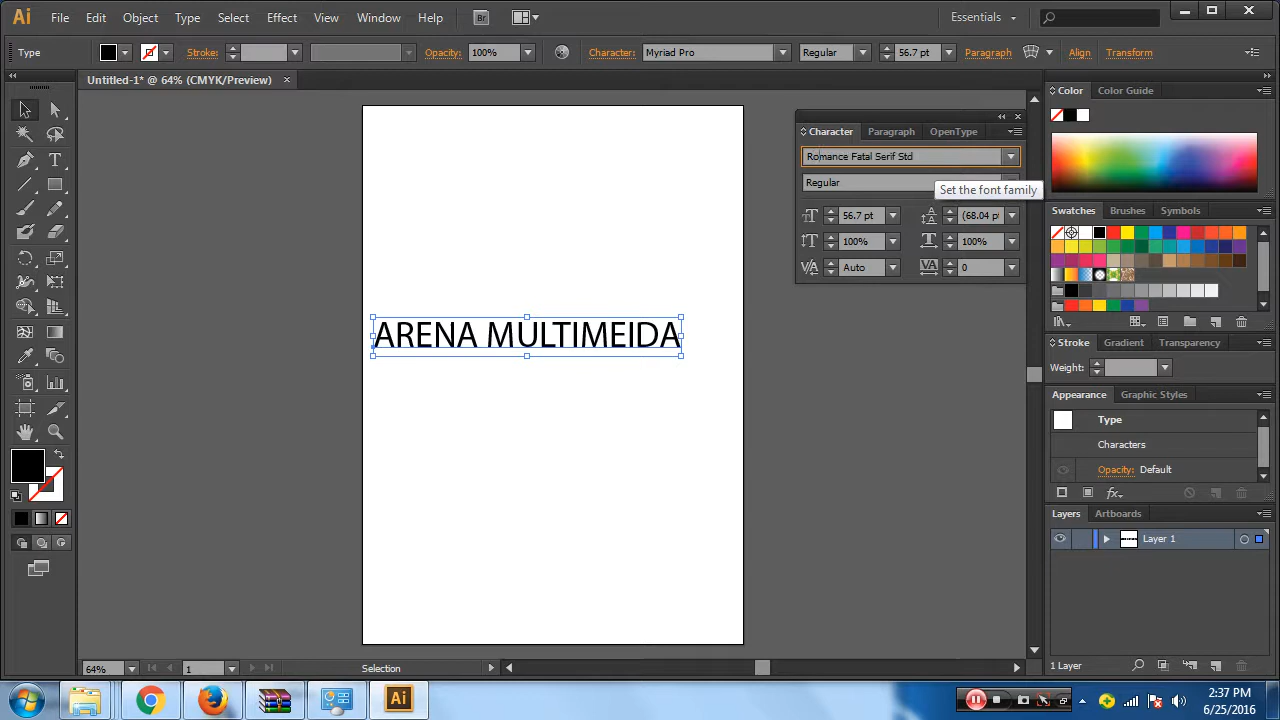 Ai File Edit Object Type Select Effect View Window Help Br Essentials
Type Stroke: Opacity: 100% Character: Myriad Pro Regular 56.7 pt Paragraph Align Transform
Untitled-1* @ 64% (CMYK/Preview)
Color Color Guide
Character Paragraph OpenType
Romance Fatal Serif Std
Regular
Set the font family
56.7 pt (68.04 p
100% 100%
Auto 0
Swatches Brushes Symbols
ARENA MULTIMEIDA
Stroke Gradient Transparency
Weight:
Appearance Graphic Styles
Type
Characters
Opacity: Default
fx
Layers Artboards
Layer 1
64% 1 Selection
1 Layer
Ai
2:37 PM
6/25/2016